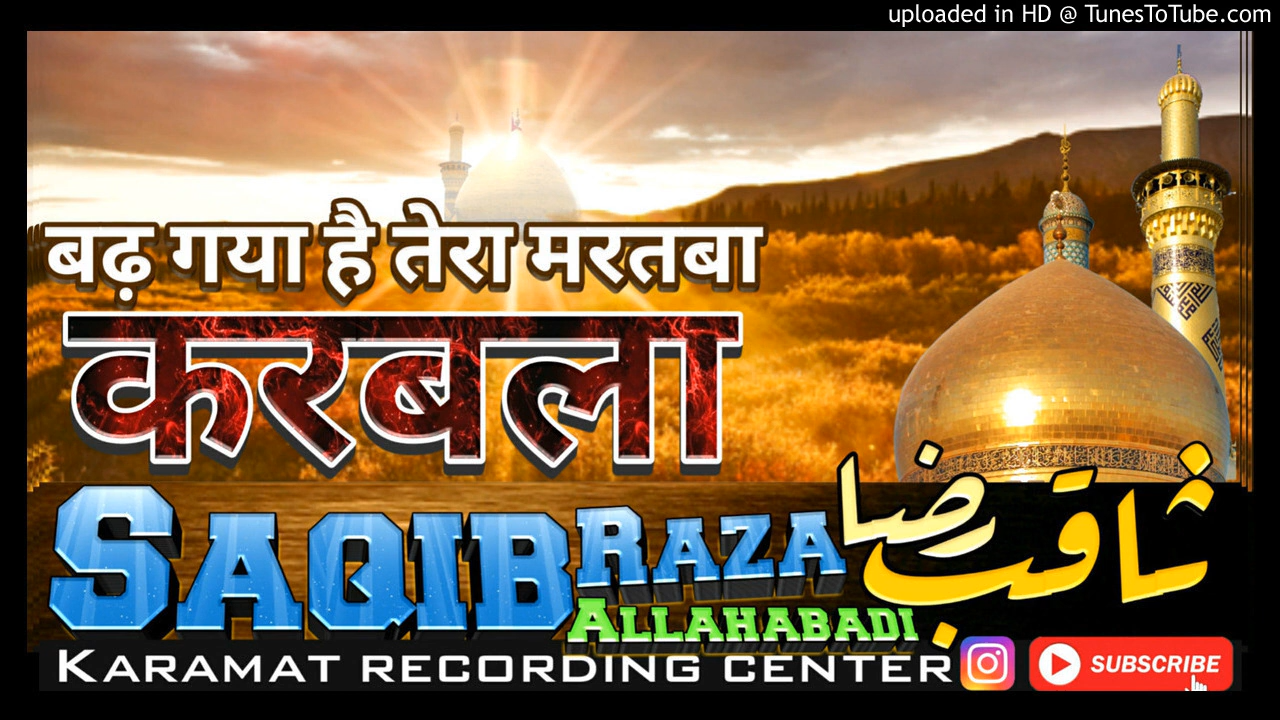 uploaded in HD @ TunesToTube.com
बढ़ गया है तेरा मरतबा
करबला
SAQIB RAZA
ثاقب رضا
ALLAHABADI
KARAMAT RECORDING CENTER
SUBSCRIBE